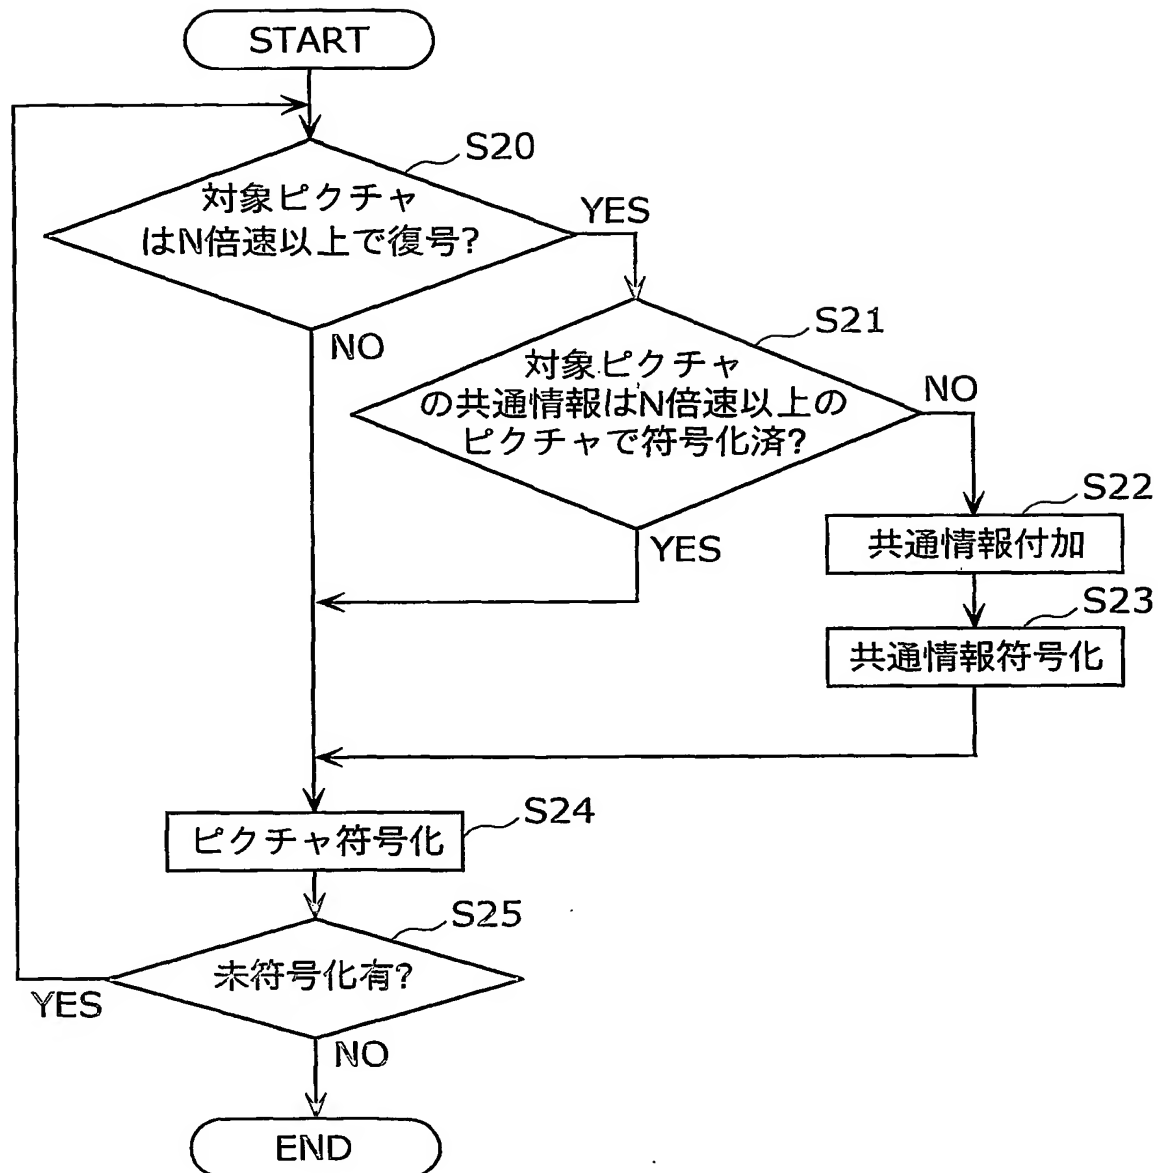 START
S20
対象ピクチャ
はN倍速以上で復号?
YES
NO
S21
対象ピクチャ
の共通情報はN倍速以上の
ピクチャで符号化済?
NO
YES
S22
共通情報付加
S23
共通情報符号化
S24
ピクチャ符号化
S25
未符号化有?
YES
NO
END